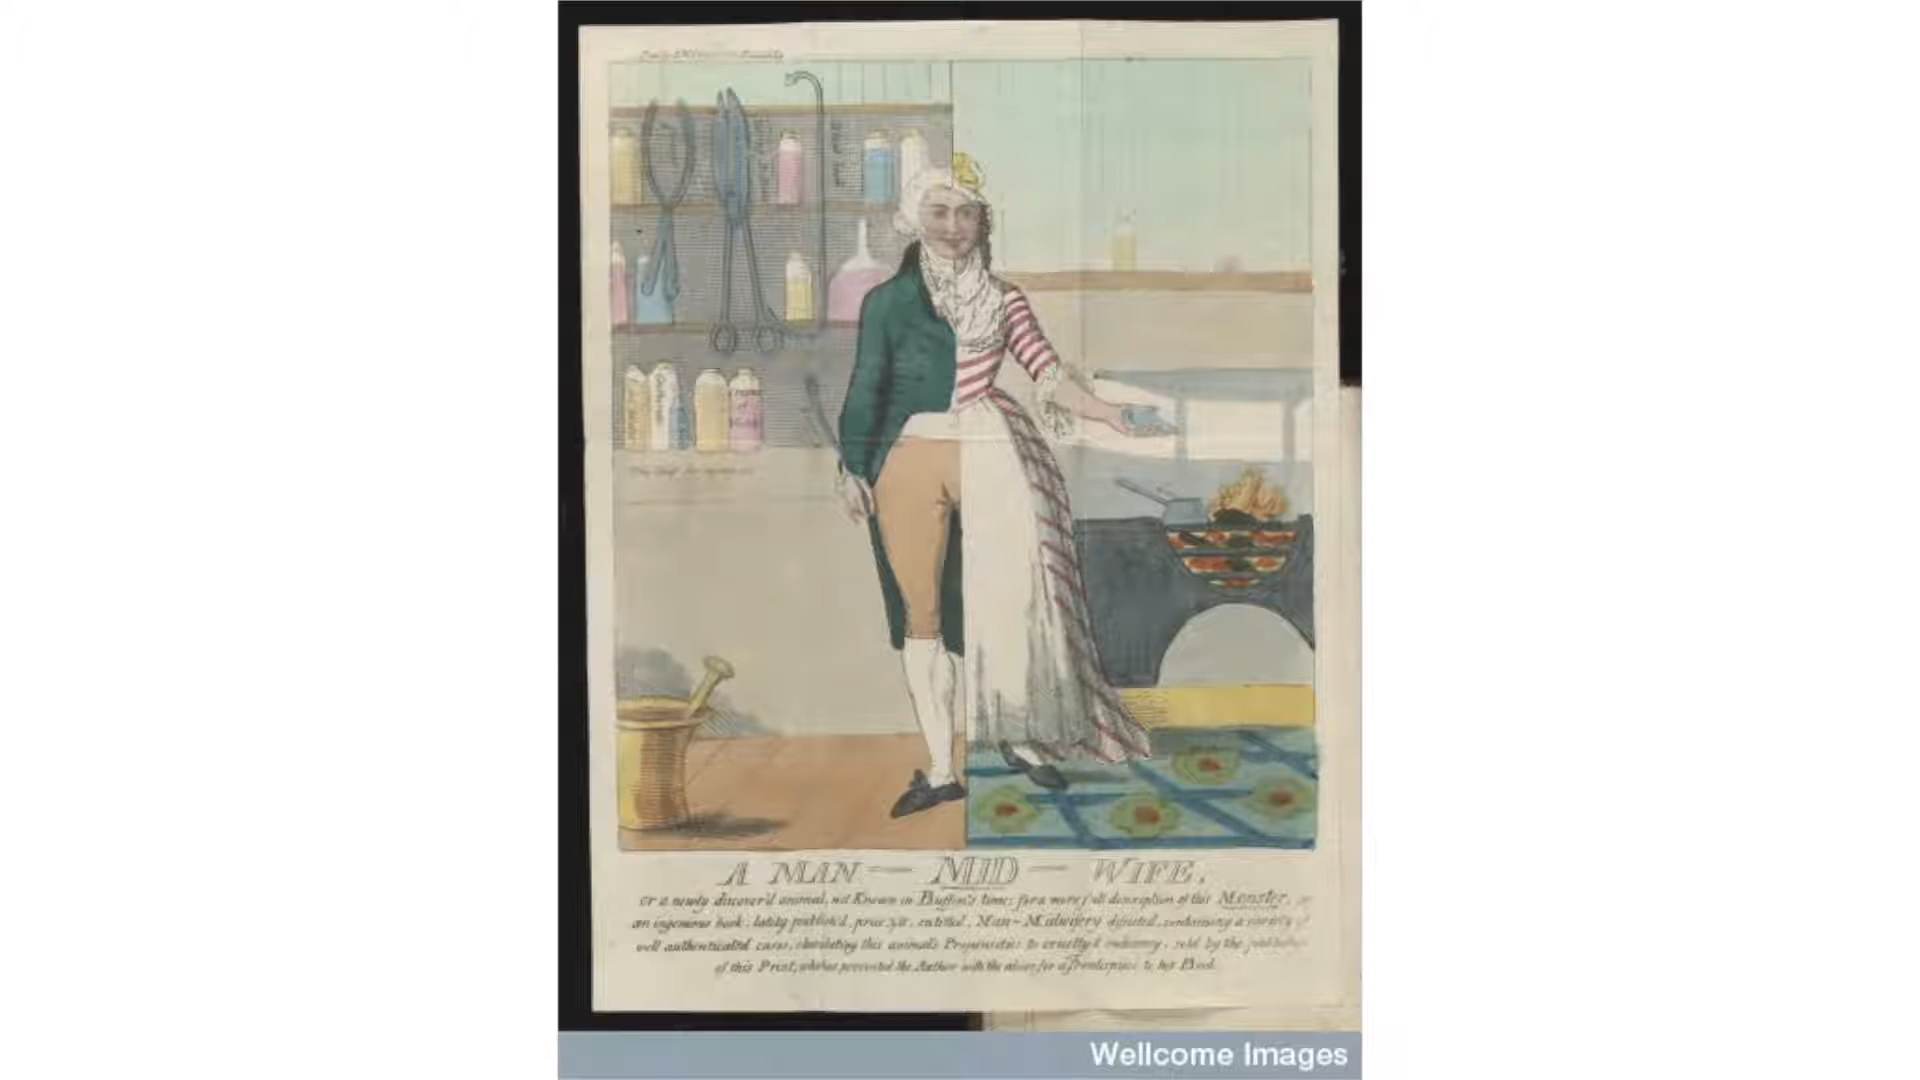 A MAN — MID — WIFE.
or a newly discover'd animal, not Known in Buffon's time; for a more full description of this Monster,
an ingenious book, lately publish'd, price 3/6, entitled, Man-Midwifery dissected, containing a variety of
well authenticated cases, elucidating this animal's Propensities to cruelty & indecency, sold by the publisher
of this Print, who has presented the Author with the above for a Frontispiece to his Book.
Wellcome Images